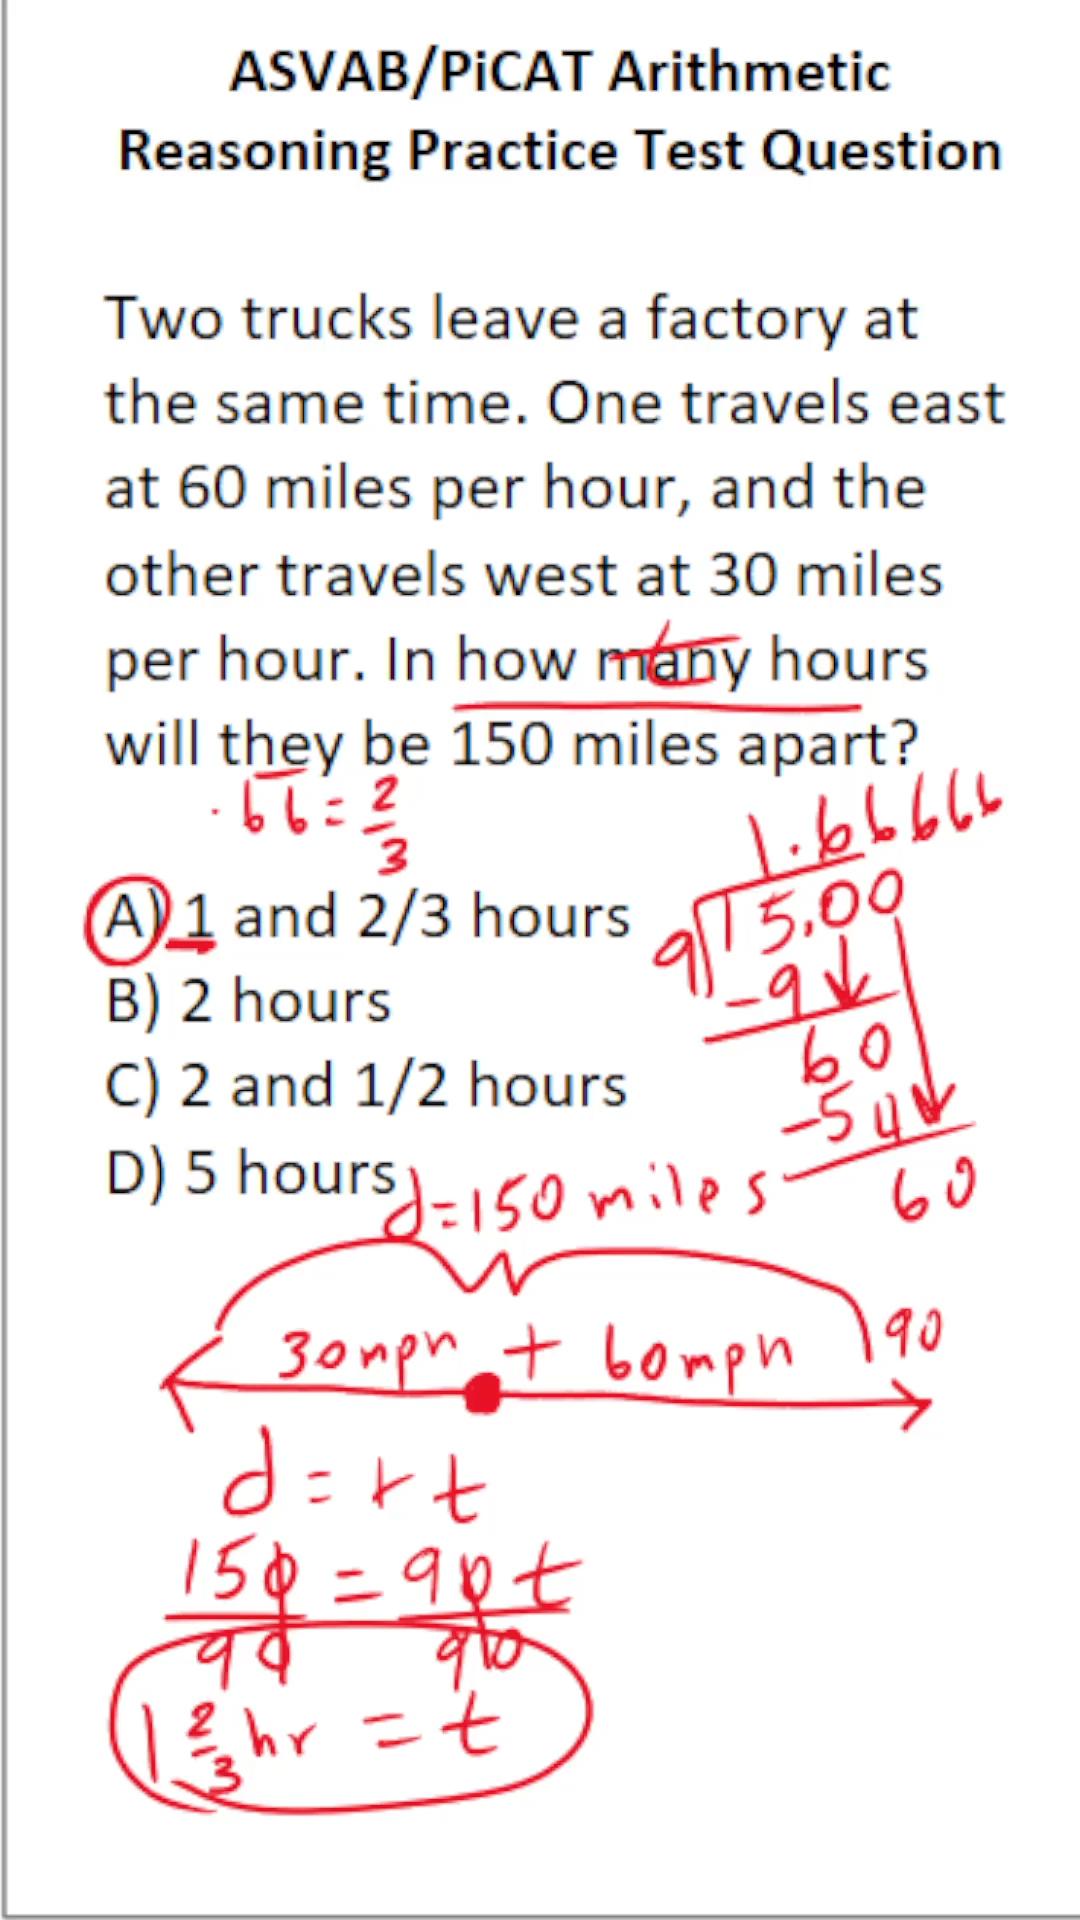 ASVAB/PiCAT Arithmetic
Reasoning Practice Test Question
Two trucks leave a factory at
the same time. One travels east
at 60 miles per hour, and the
other travels west at 30 miles
per hour. In how many hours
t
will they be 150 miles apart?
.66 = 2/3
1.66666
A) 1 and 2/3 hours
9 15.00
B) 2 hours
-9
60
C) 2 and 1/2 hours
-54
D) 5 hours
60
d=150 miles
30mph + 60mph 90
d = rt
150 = 90 t
90 90
1 2/3 hr = t